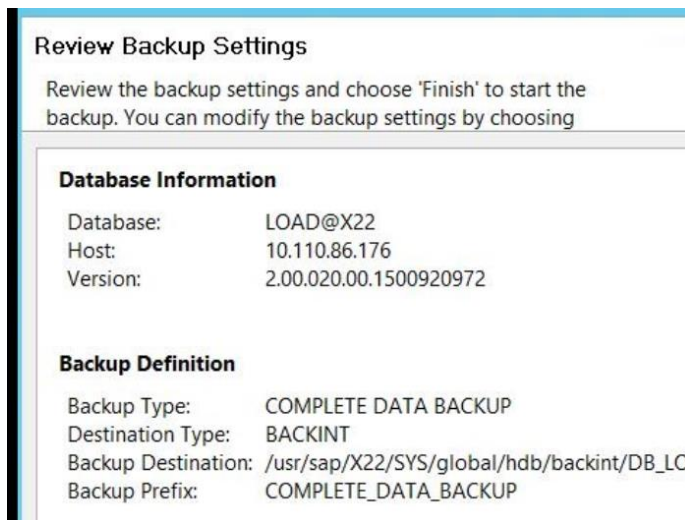 Review Backup Settings
Review the backup settings and choose 'Finish' to start the
backup. You can modify the backup settings by choosing
Database Information
Database: LOAD@X22
Host: 10.110.86.176
Version: 2.00.020.00.1500920972
Backup Definition
Backup Type: COMPLETE DATA BACKUP
Destination Type: BACKINT
Backup Destination: /usr/sap/X22/SYS/global/hdb/backint/DB_LO
Backup Prefix: COMPLETE_DATA_BACKUP